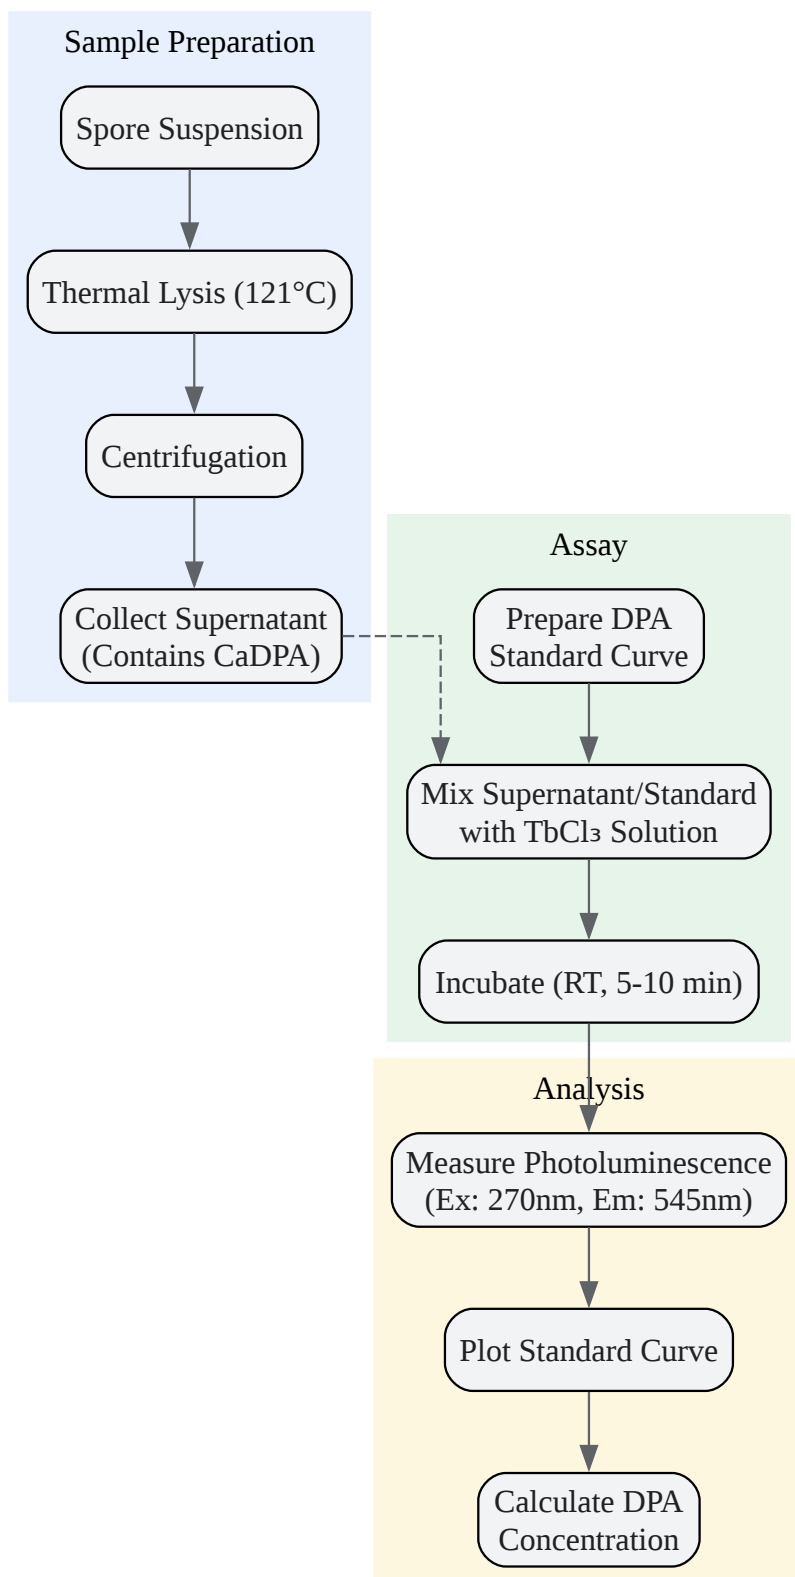 Sample Preparation
Spore Suspension
Thermal Lysis (121°C)
Centrifugation
Collect Supernatant
(Contains CaDPA)
Assay
Prepare DPA
Standard Curve
Mix Supernatant/Standard
with TbCl₃ Solution
Incubate (RT, 5-10 min)
Analysis
Measure Photoluminescence
(Ex: 270nm, Em: 545nm)
Plot Standard Curve
Calculate DPA
Concentration